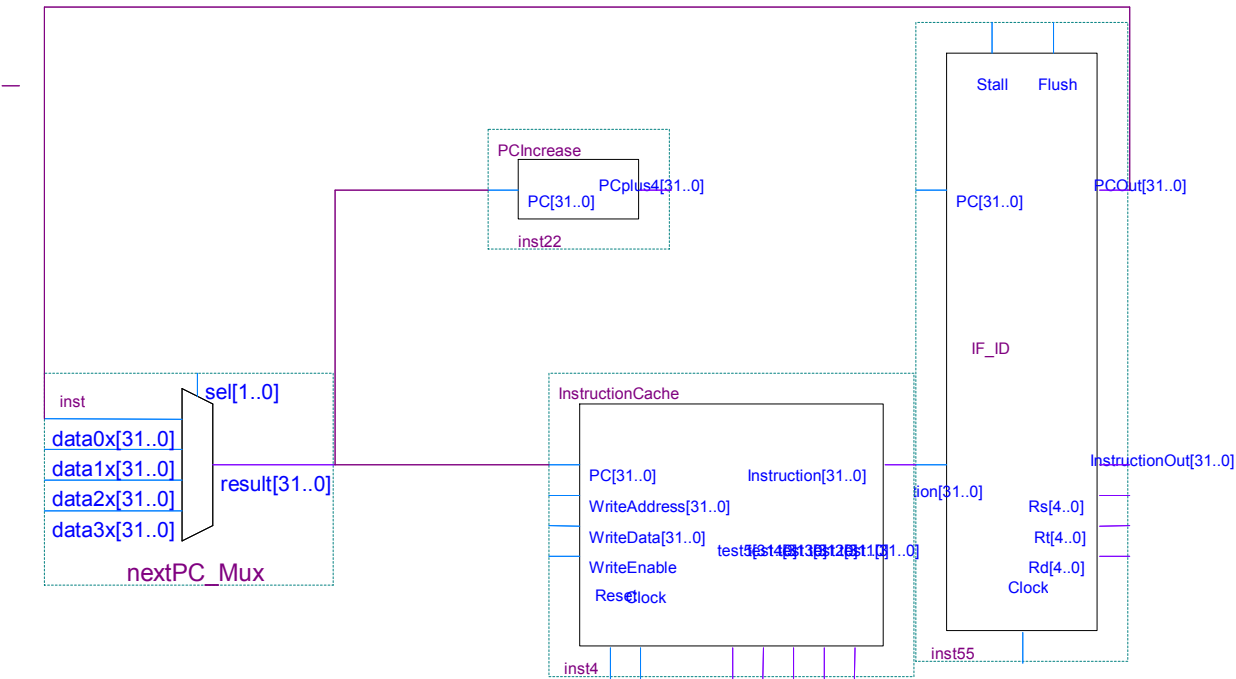 Stall
Flush
PCIncrease
PCplus4[31..0]
PC[31..0]
inst22
PC[31..0]
PCOut[31..0]
IF_ID
inst
sel[1..0]
data0x[31..0]
data1x[31..0]
data2x[31..0]
data3x[31..0]
result[31..0]
nextPC_Mux
InstructionCache
PC[31..0]
Instruction[31..0]
WriteAddress[31..0]
WriteData[31..0]
WriteEnable
Reset
Clock
inst4
tion[31..0]
InstructionOut[31..0]
Rs[4..0]
Rt[4..0]
Rd[4..0]
Clock
inst55